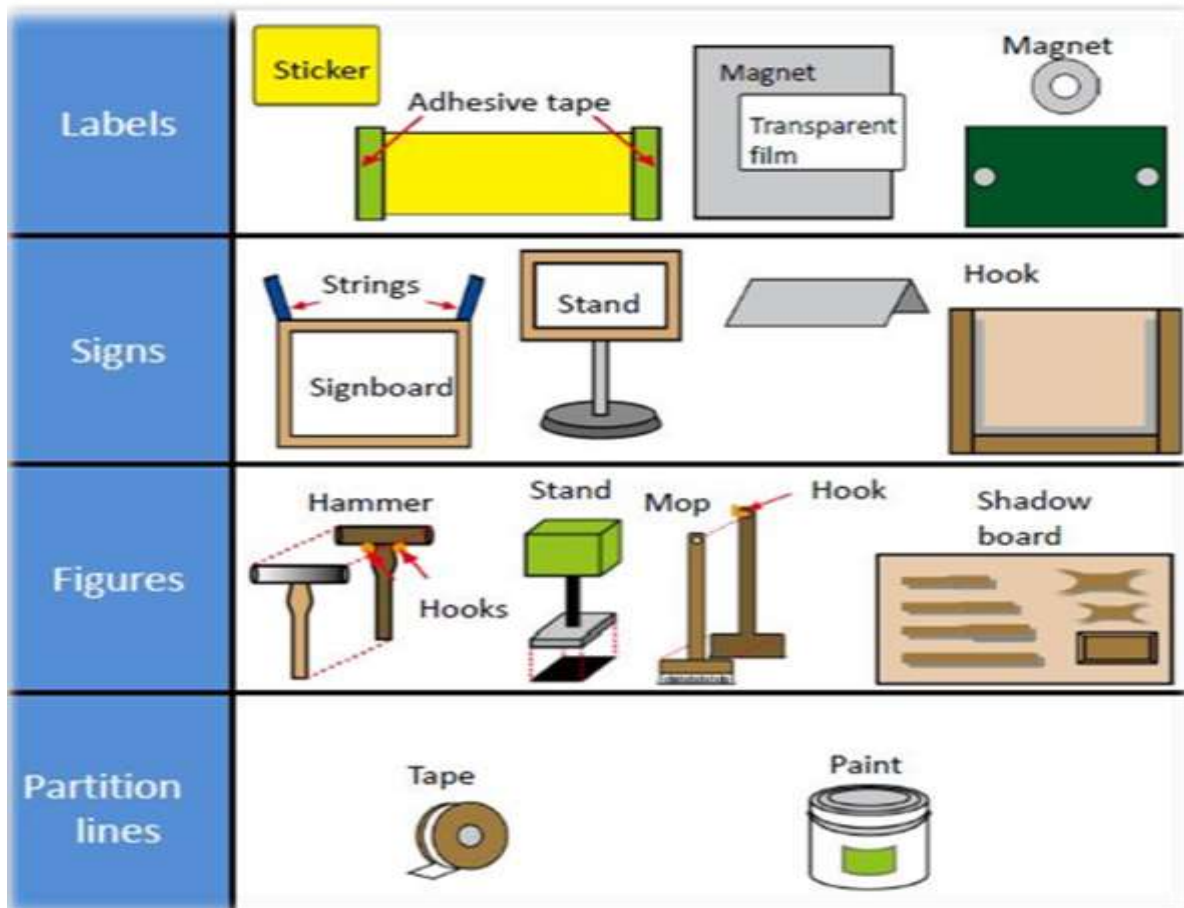 Labels
Sticker
Adhesive tape
Magnet
Transparent
film
Magnet
Signs
Strings
Signboard
Stand
Hook
Figures
Hammer
Hooks
Stand
Mop
Hook
Shadow
board
Partition
lines
Tape
Paint